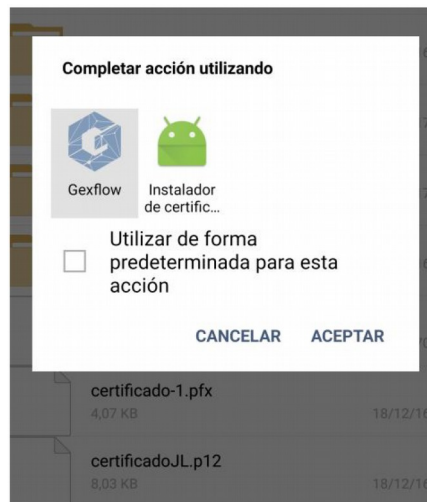 Completar acción utilizando
Gexflow
Instalador
de certific...
Utilizar de forma
predeterminada para esta
acción
CANCELAR ACEPTAR
certificado-1.pfx
4,07 KB 18/12/16
certificadoJL.p12
8,03 KB 18/12/16